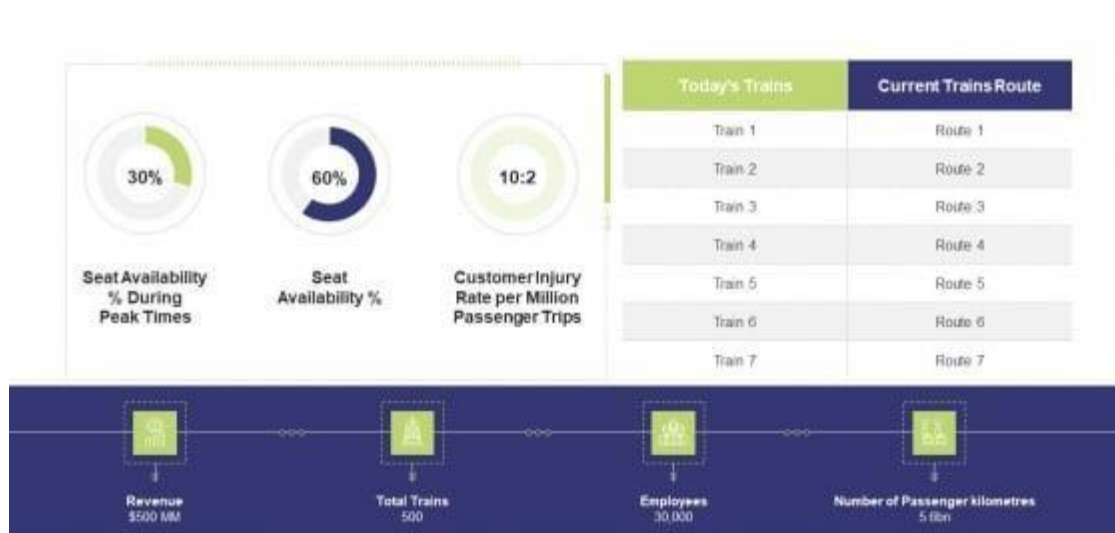 30%
60%
10:2
Seat Availability
% During
Peak Times
Seat
Availability %
Customer Injury
Rate per Million
Passenger Trips
Today's Trains Current Trains Route
Train 1 Route 1
Train 2 Route 2
Train 3 Route 3
Train 4 Route 4
Train 5 Route 5
Train 6 Route 6
Train 7 Route 7
Revenue
$500 MM
Total Trains
500
Employees
30,000
Number of Passenger kilometres
5.6bn